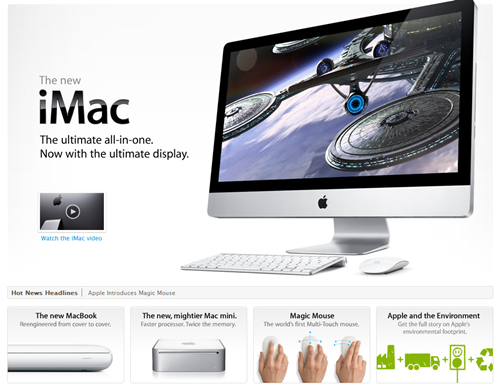 The new
iMac
The ultimate all-in-one.
Now with the ultimate display.
Watch the iMac video
Hot News Headlines
Apple Introduces Magic Mouse
The new MacBook
Reengineered from cover to cover.
The new, mightier Mac mini.
Faster processor. Twice the memory.
Magic Mouse
The world's first Multi-Touch mouse.
Apple and the Environment
Get the full story on Apple's
environmental footprint.